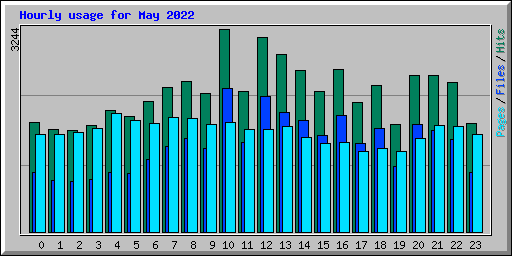 Hourly usage for May 2022
3244
Pages / Files / Hits
0 1 2 3 4 5 6 7 8 9 10 11 12 13 14 15 16 17 18 19 20 21 22 23